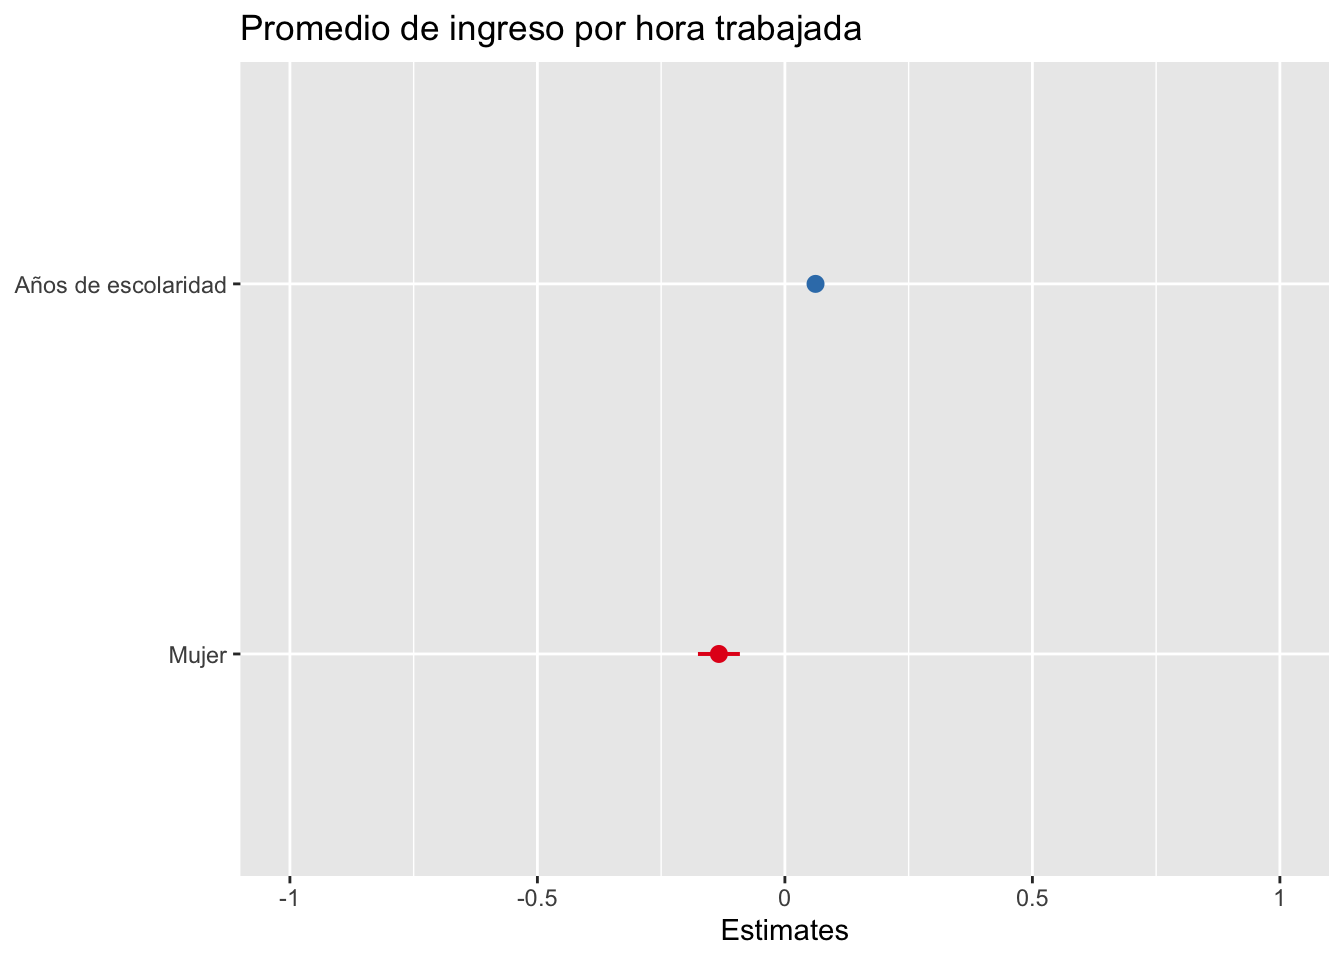 Promedio de ingreso por hora trabajada
Años de escolaridad
Mujer
-1
-0.5
0
0.5
1
Estimates